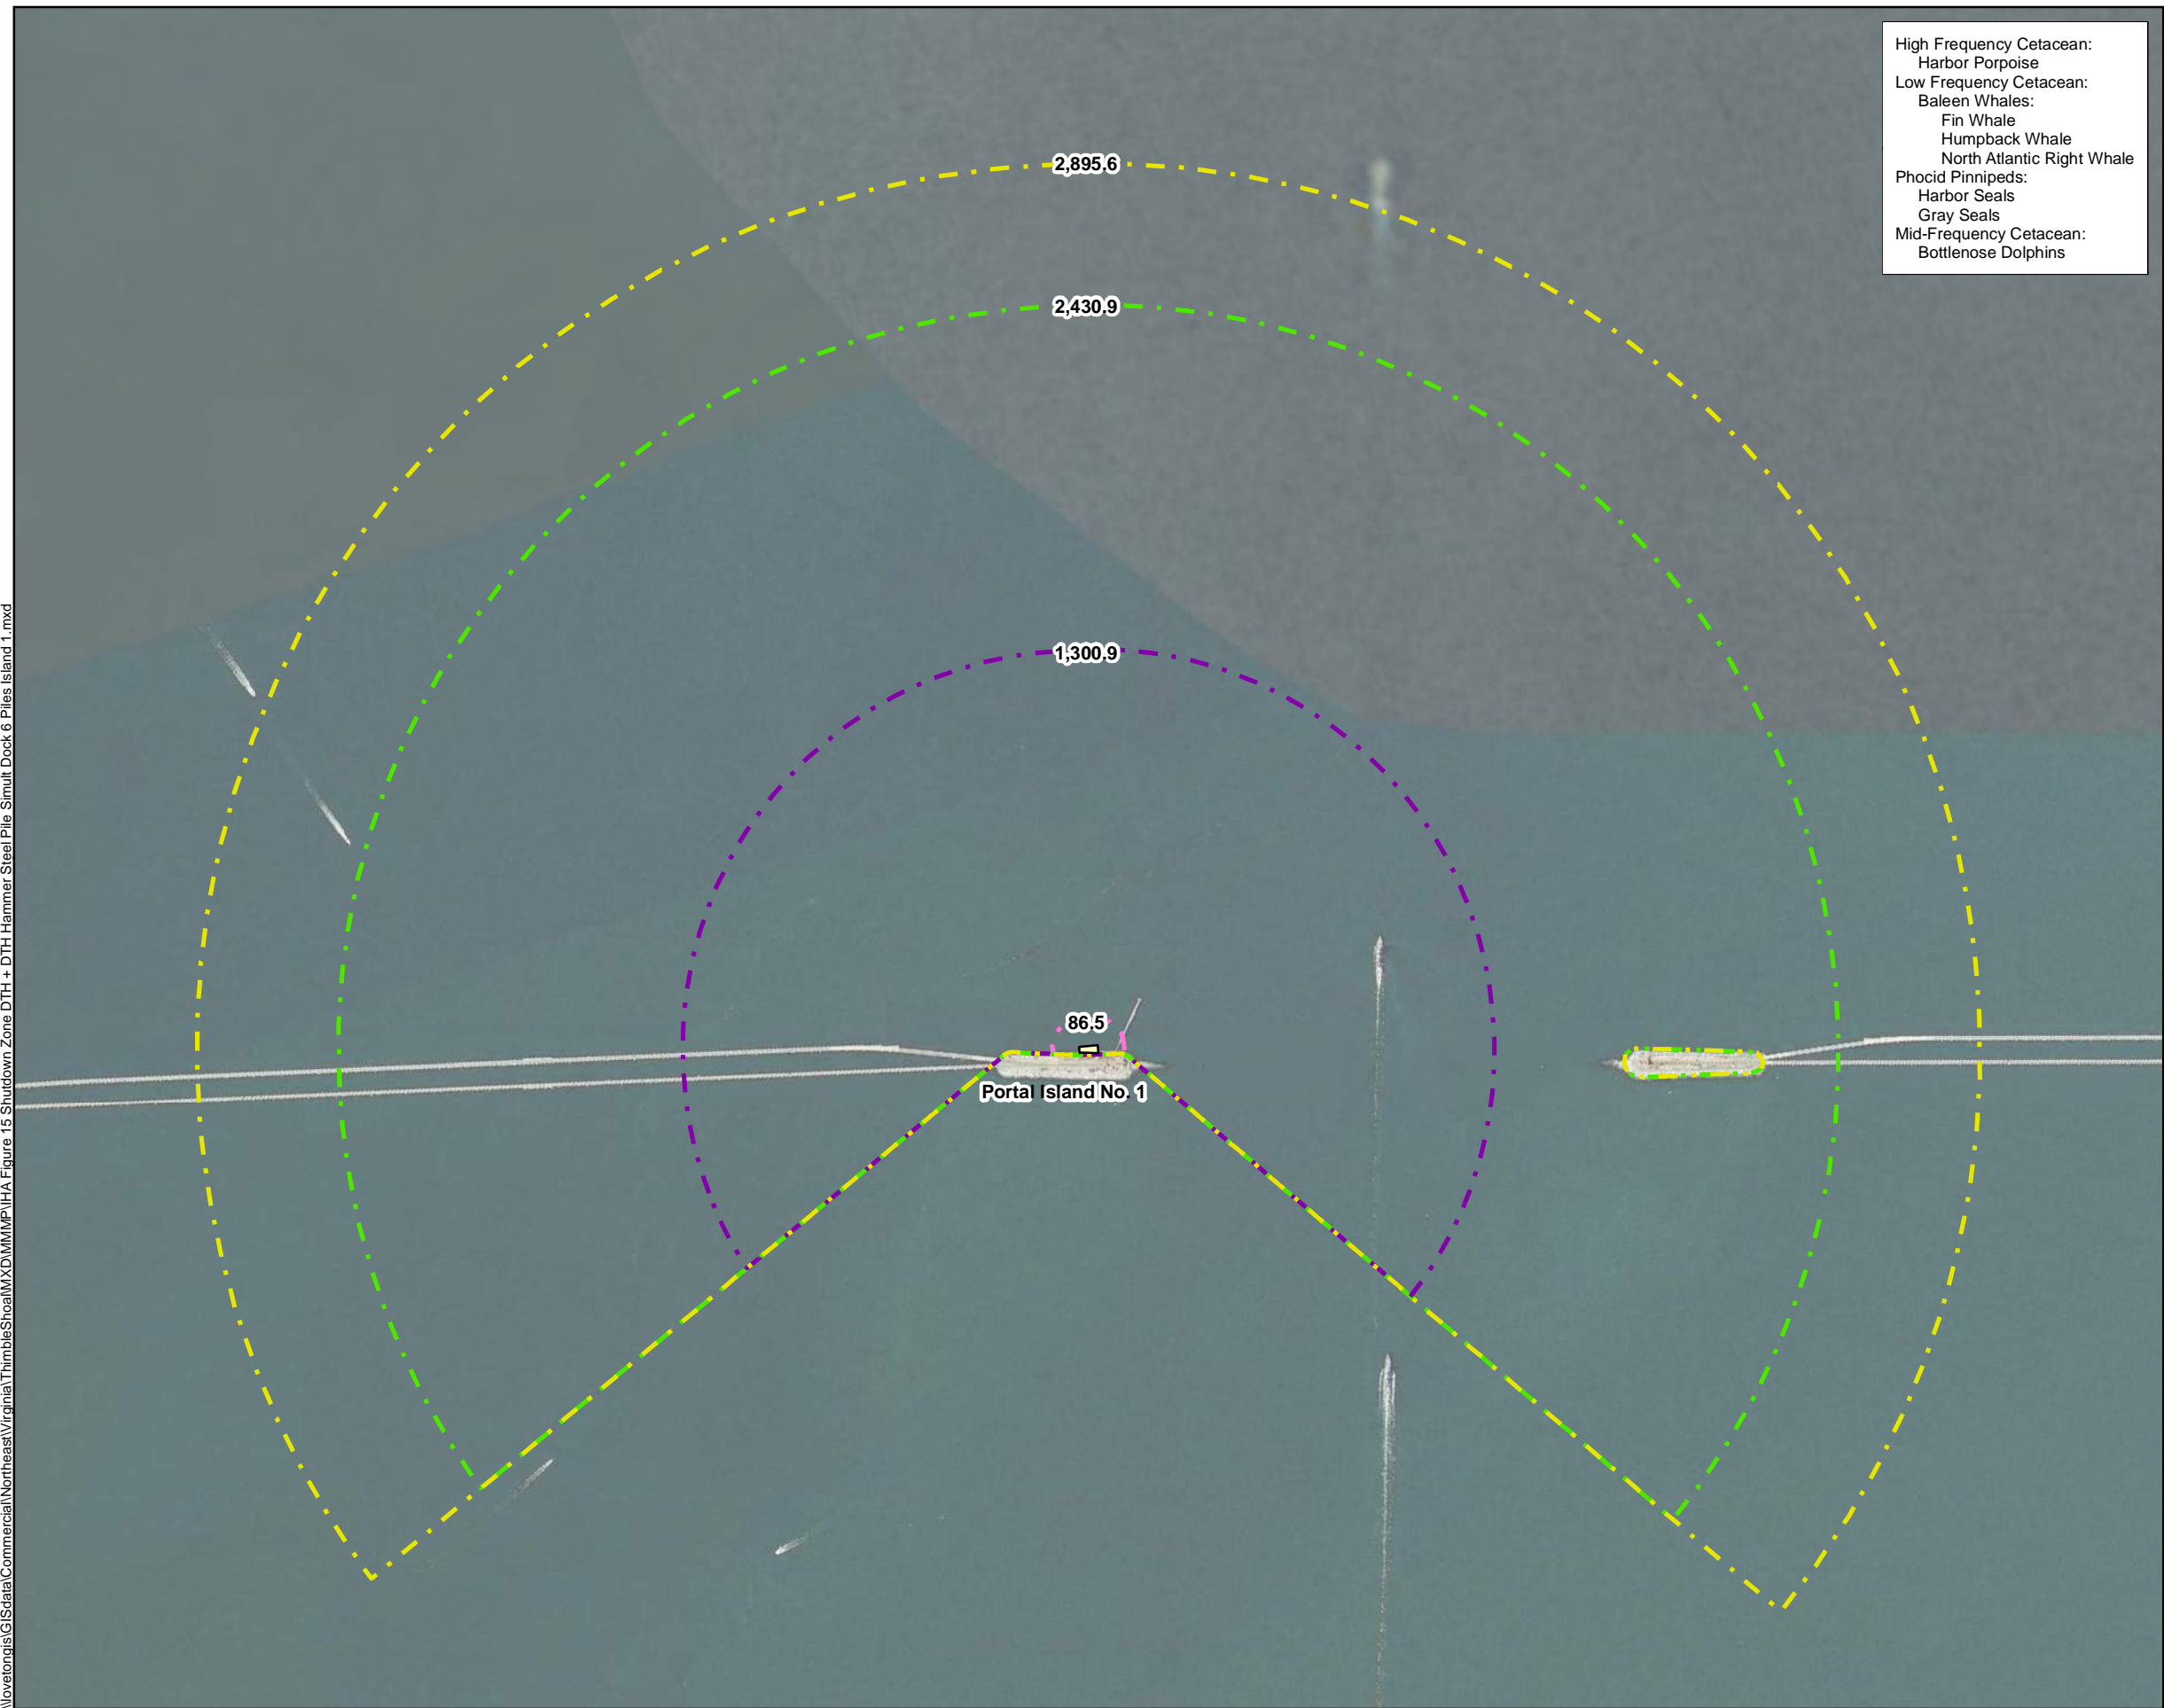 High Frequency Cetacean:
Harbor Porpoise
Low Frequency Cetacean:
Baleen Whales:
Fin Whale
Humpback Whale
North Atlantic Right Whale
Phocid Pinnipeds:
Harbor Seals
Gray Seals
Mid-Frequency Cetacean:
Bottlenose Dolphins
2,895.6
2,430.9
1,300.9
86.5
Portal Island No. 1
\\lovetongis\GISdata\Commercial\Northeast\Virginia\ThimbleShoal\MXD\MMMP\IHA Figure 15 Shutdown Zone DTH + DTH Hammer Steel Pile Simult Dock 6 Piles Island 1.mxd